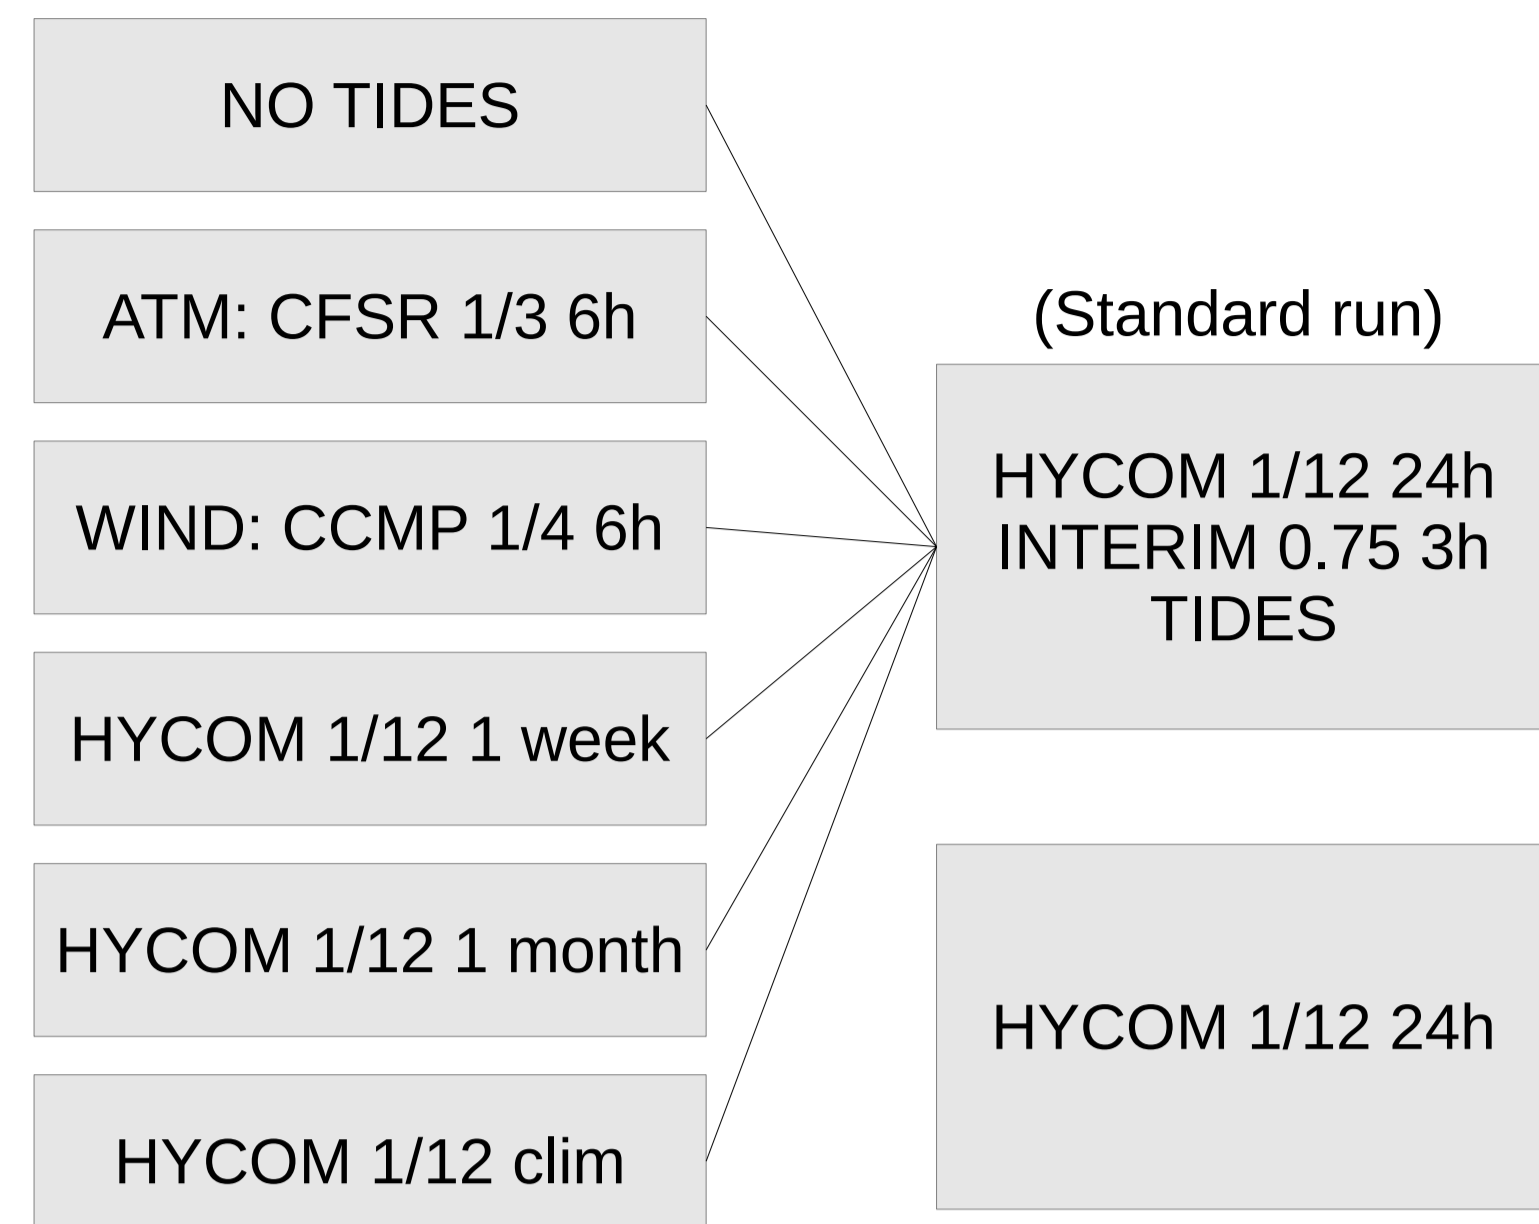 NO TIDES
ATM: CFSR 1/3 6h
WIND: CCMP 1/4 6h
HYCOM 1/12 1 week
HYCOM 1/12 1 month
HYCOM 1/12 clim
(Standard run)
HYCOM 1/12 24h
INTERIM 0.75 3h
TIDES
HYCOM 1/12 24h